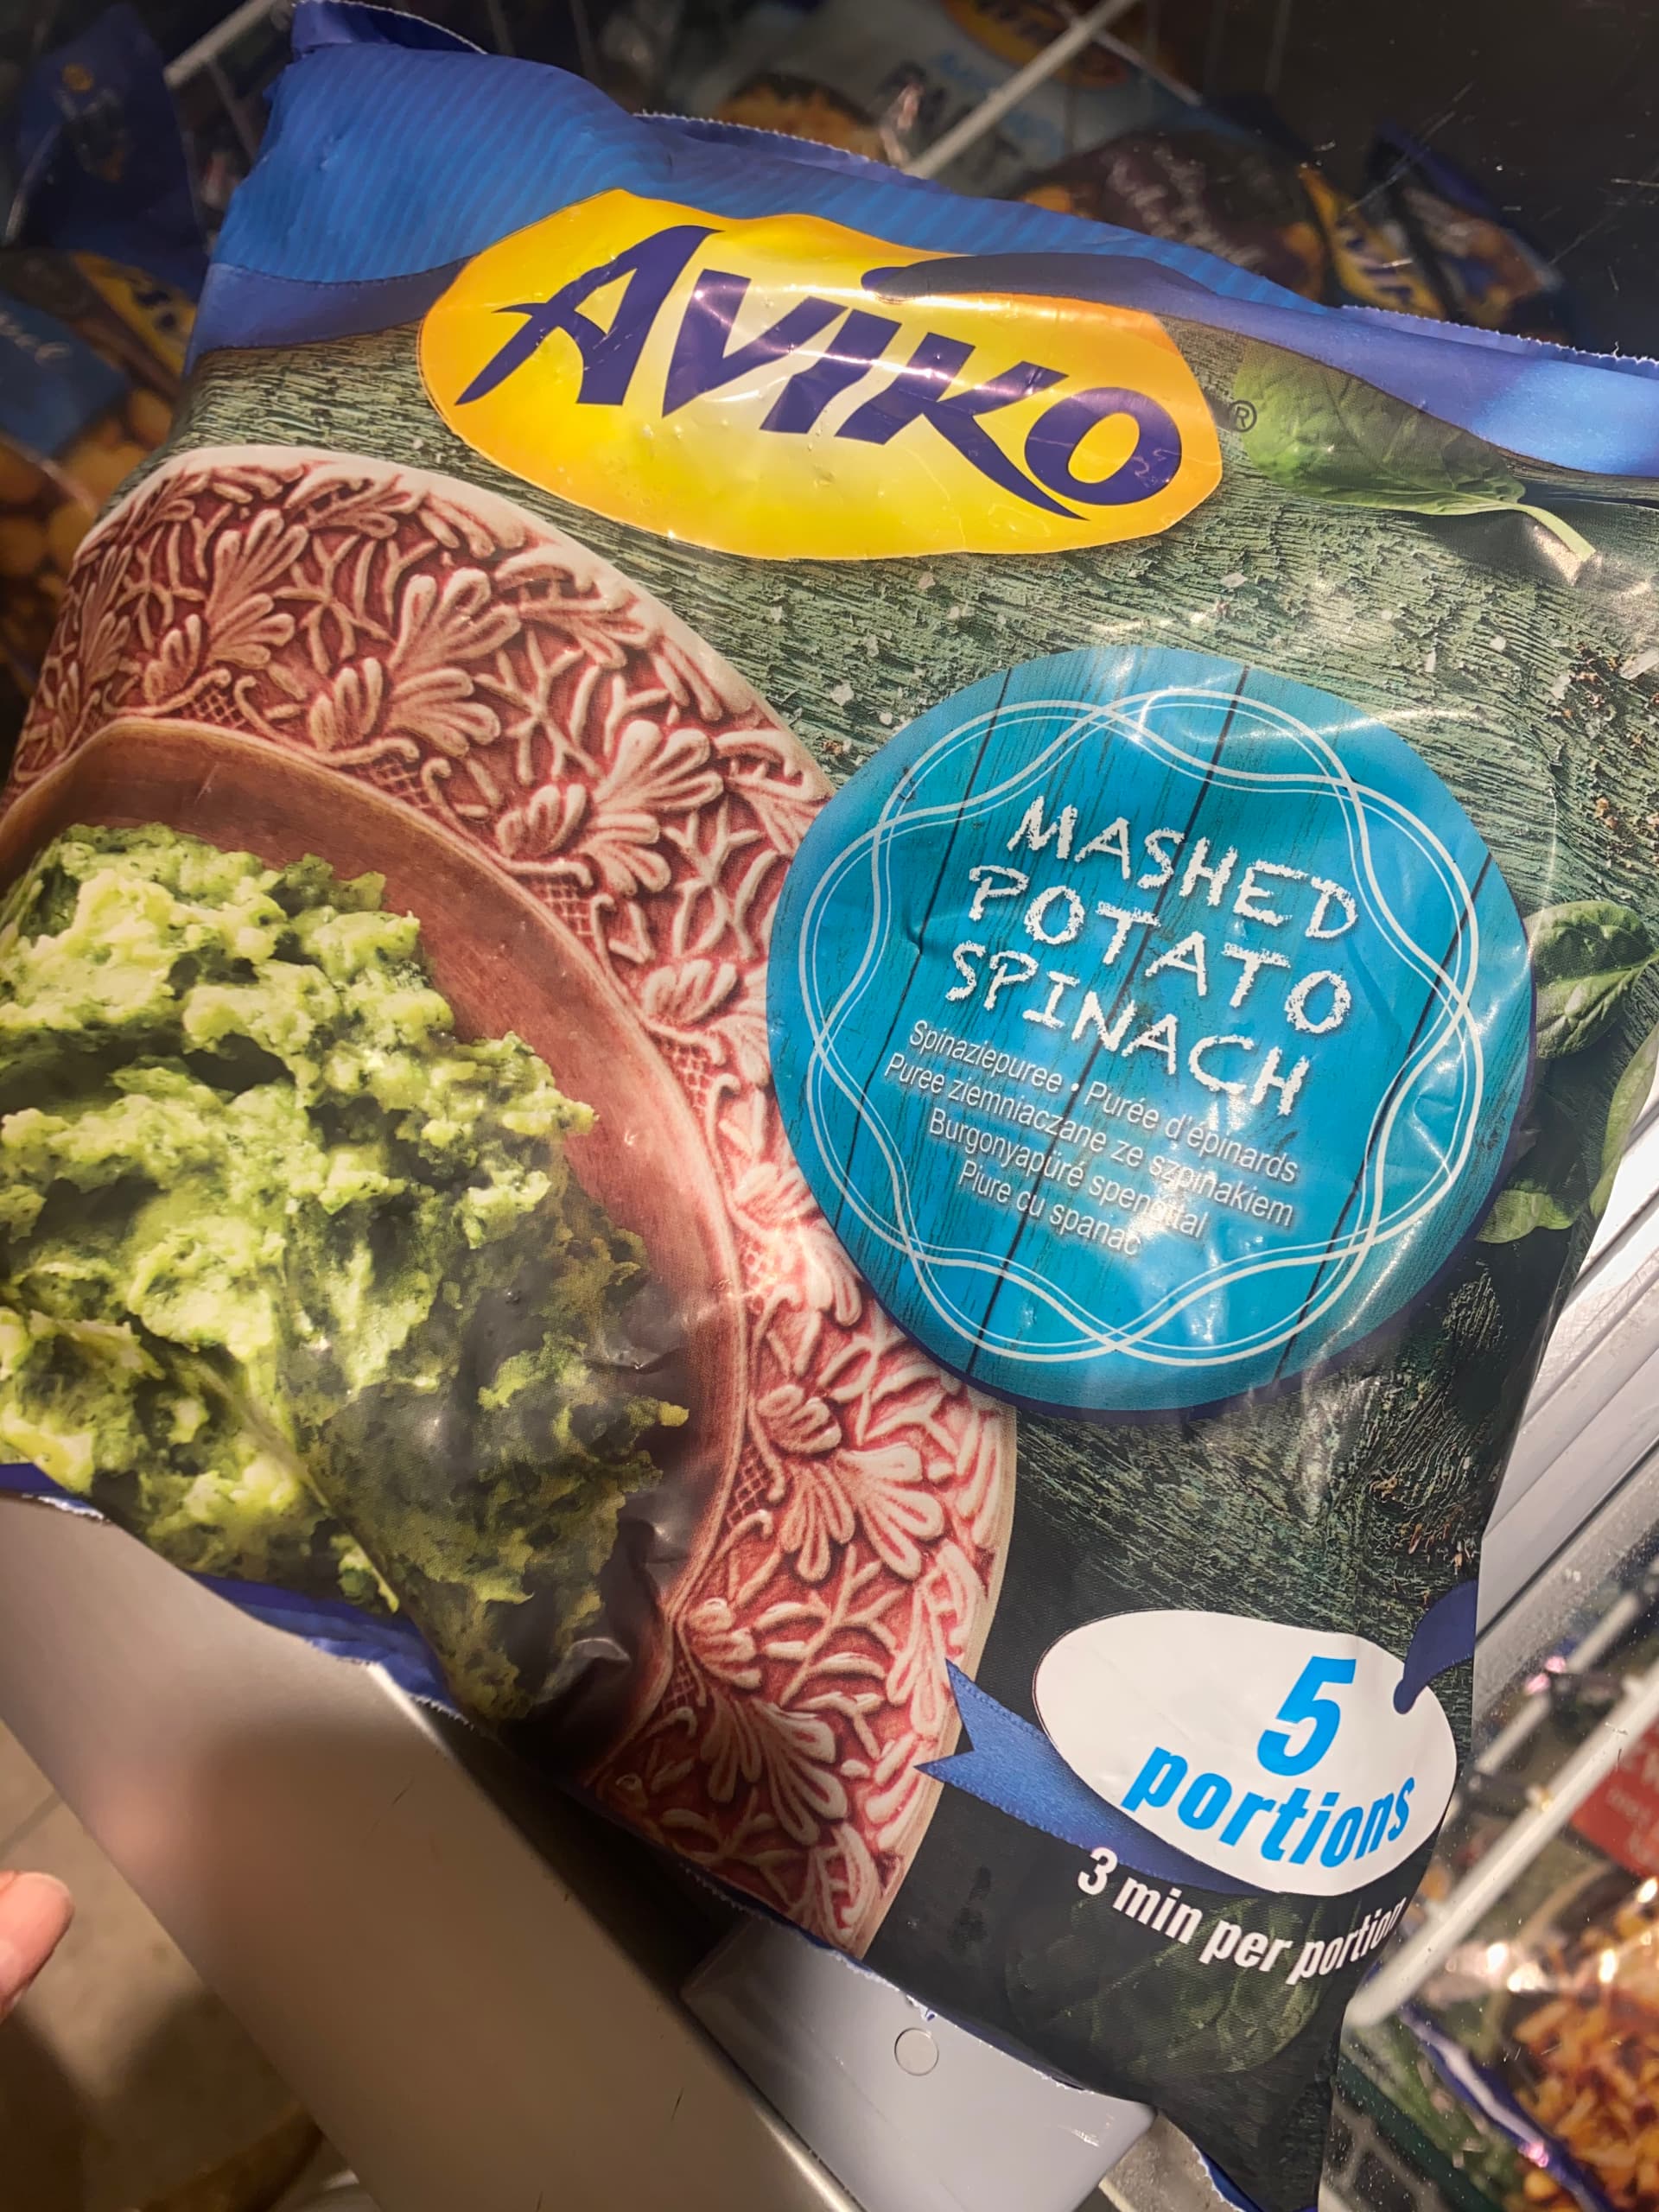 AVIKO®
MASHED
POTATO
SPINACH
Spinaziepuree • Purée d'épinards
Puree ziemniaczane ze szpinakiem
Burgonyapüré spenóttal
Piure cu spanac
5
portions
3 min per portion